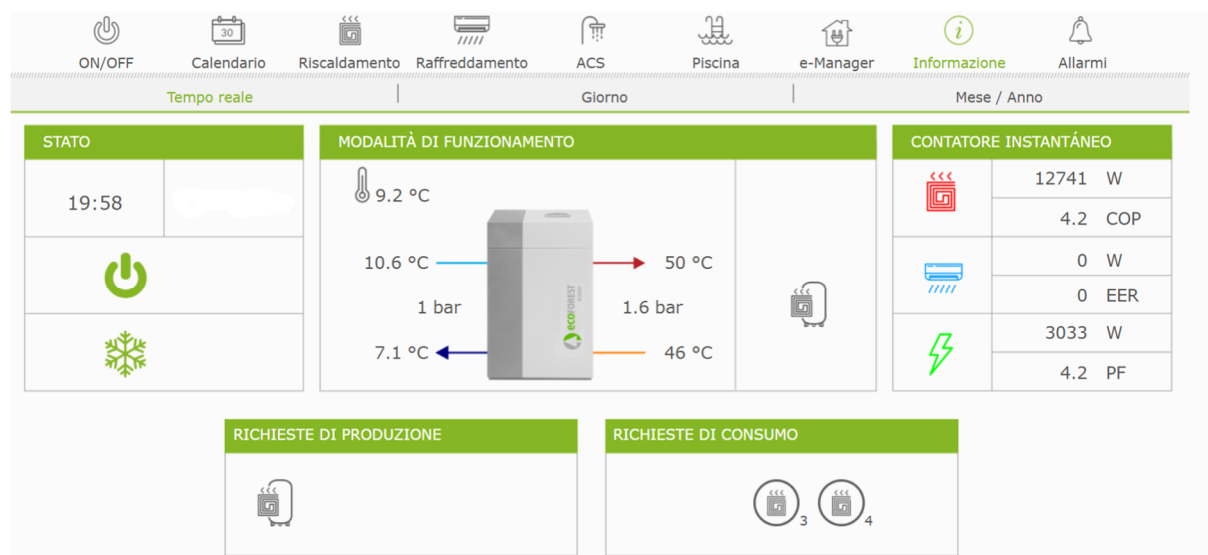 30
ON/OFF Calendario Riscaldamento Raffreddamento ACS Piscina e-Manager Informazione Allarmi
Tempo reale Giorno Mese / Anno
STATO
19:58
MODALITÀ DI FUNZIONAMENTO
9.2 °C
10.6 °C 50 °C
1 bar 1.6 bar
7.1 °C 46 °C
ecoFOREST
CONTATORE INSTANTÁNEO
12741 W
4.2 COP
0 W
0 EER
3033 W
4.2 PF
RICHIESTE DI PRODUZIONE
RICHIESTE DI CONSUMO
3 4